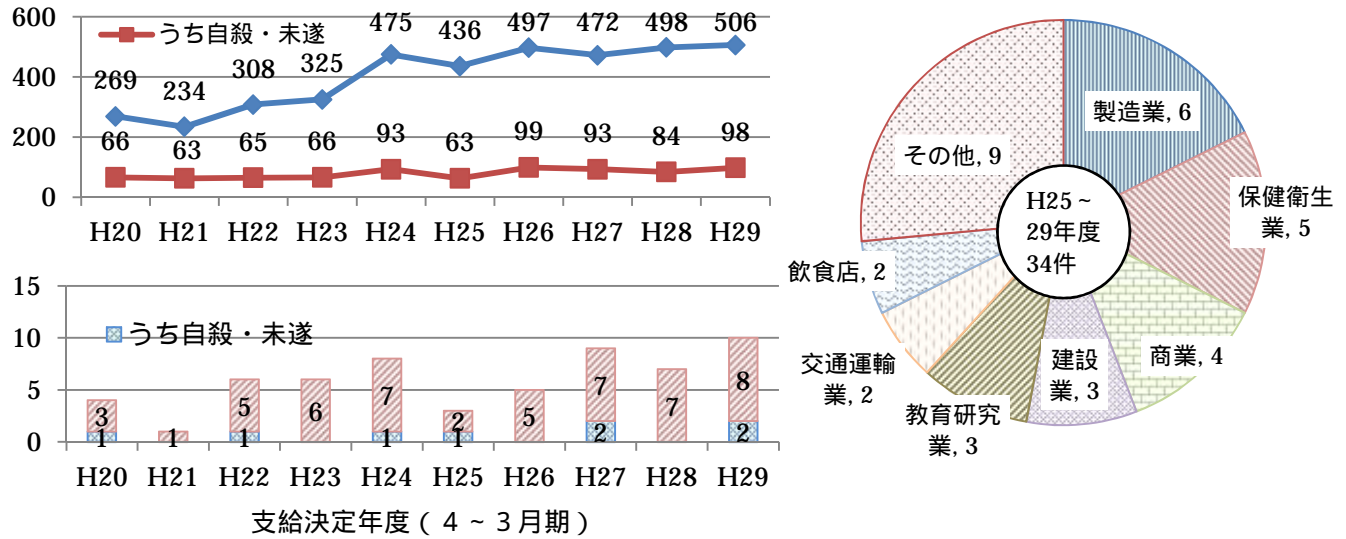 600
400
200
0
うち自殺・未遂
269
234
308
325
475
436
497
472
498
506
66
63
65
66
93
63
99
93
84
98
H20
H21
H22
H23
H24
H25
H26
H27
H28
H29
15
10
5
0
うち自殺・未遂
3
1
1
5
1
6
7
1
2
1
5
7
2
7
8
2
H20
H21
H22
H23
H24
H25
H26
H27
H28
H29
支給決定年度（４～３月期）
製造業, 6
保健衛生
業, 5
商業, 4
建設
業, 3
教育研究
業, 3
交通運輸
業, 2
飲食店, 2
その他, 9
H25～
29年度
34件